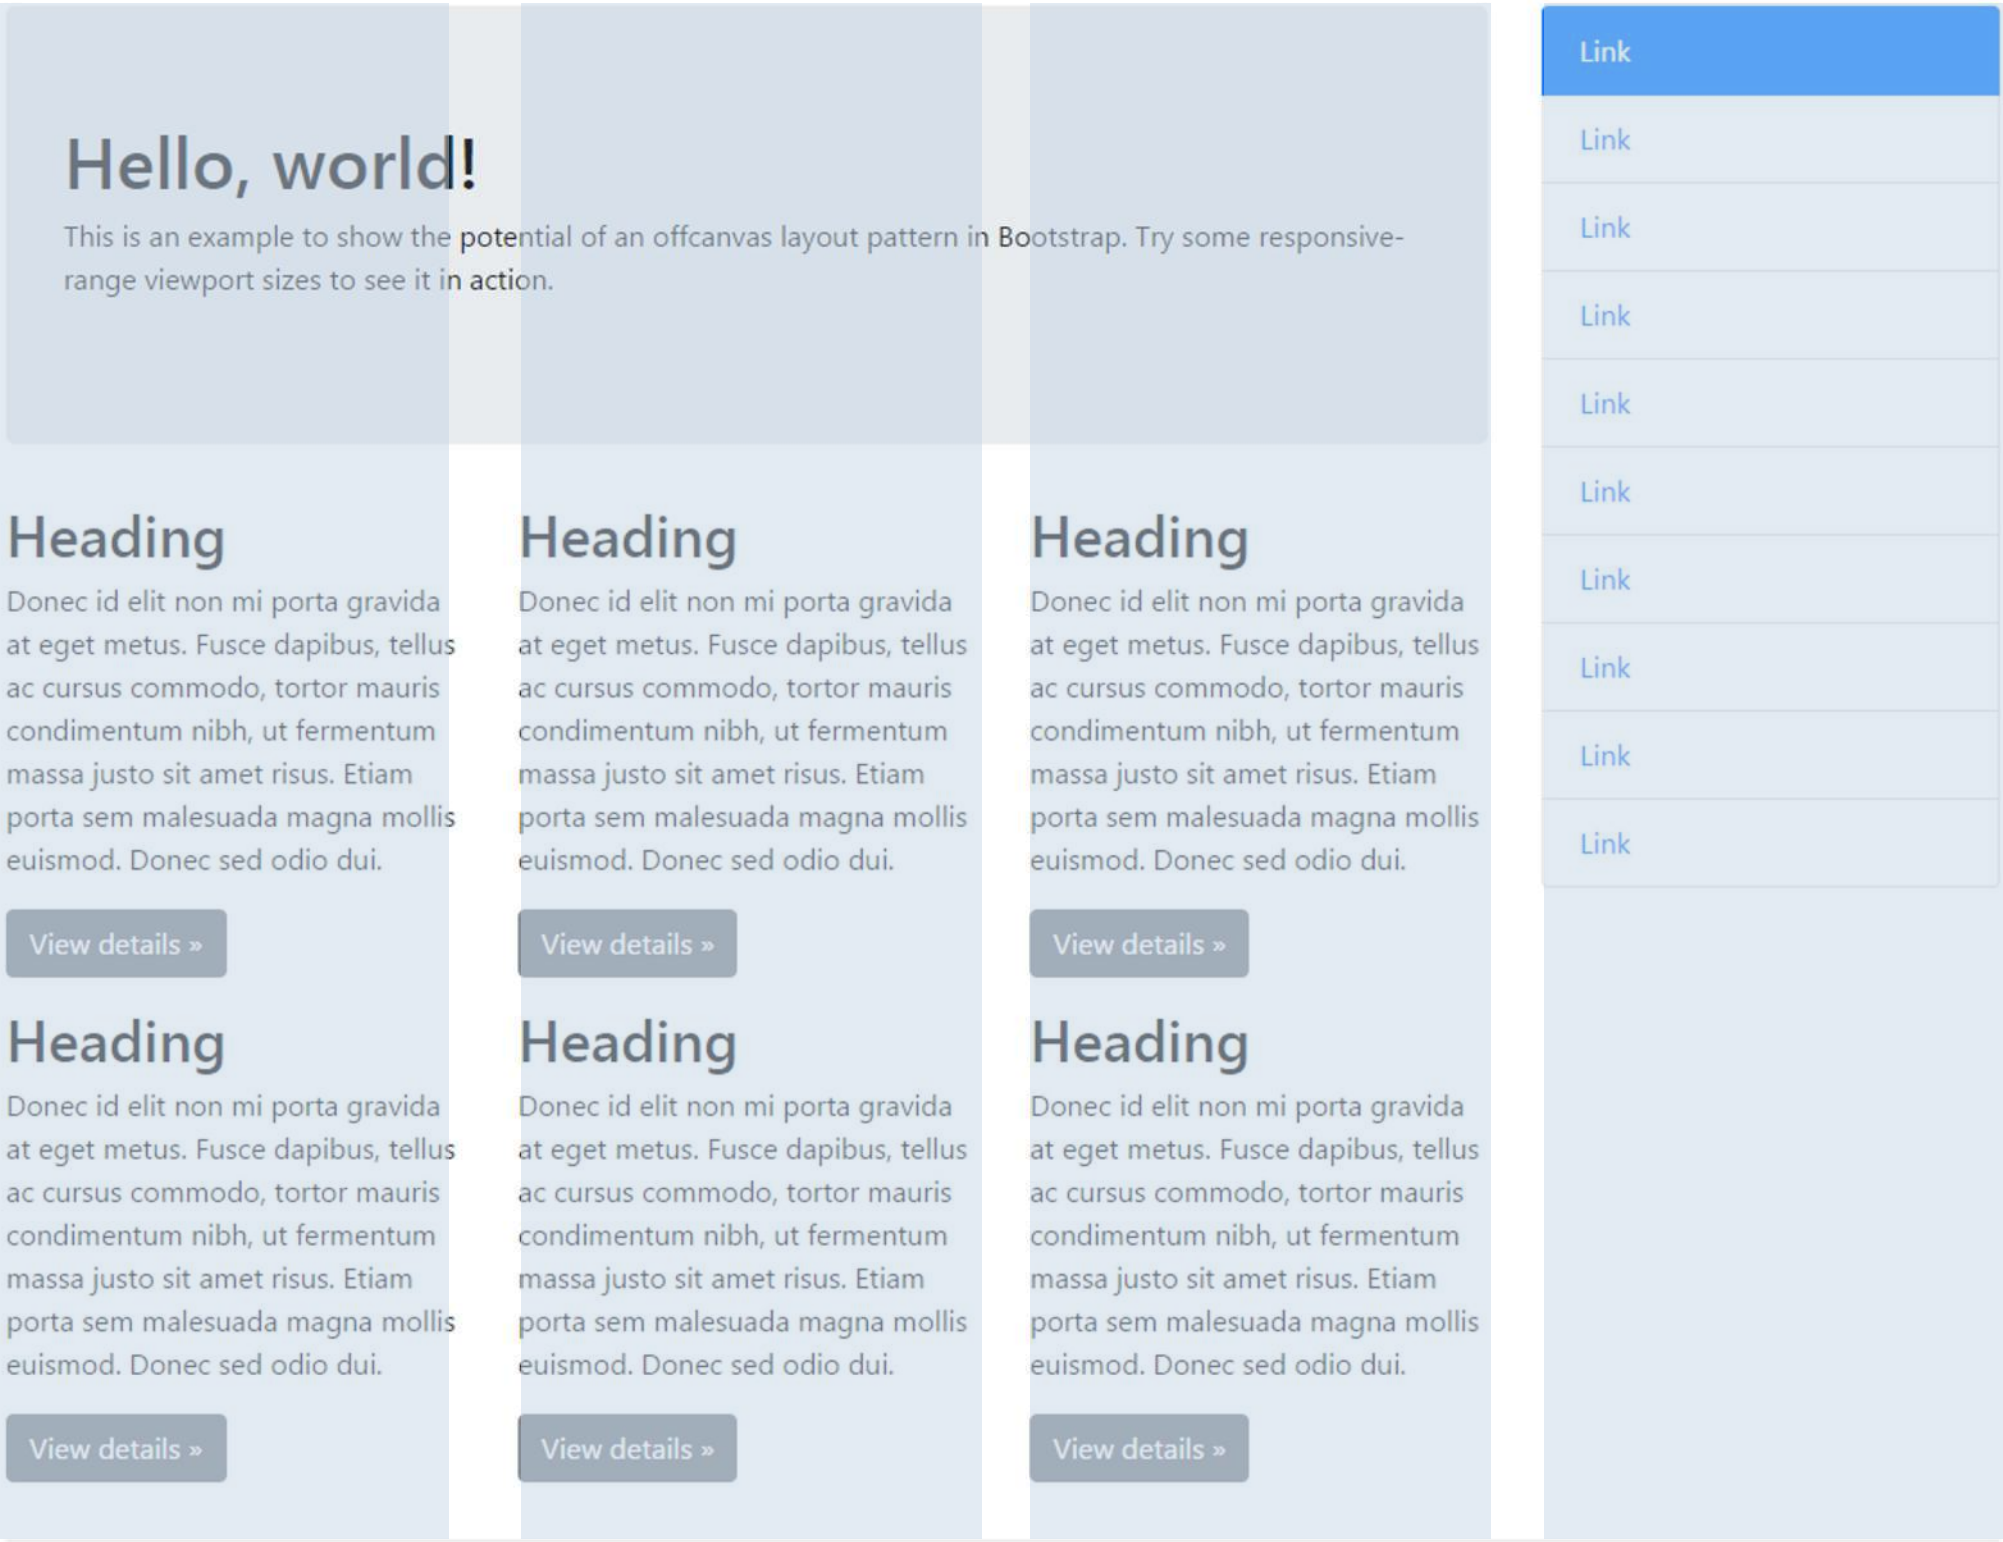 Hello, world!
This is an example to show the potential of an offcanvas layout pattern in Bootstrap. Try some responsive-
range viewport sizes to see it in action.
Heading
Donec id elit non mi porta gravida
at eget metus. Fusce dapibus, tellus
ac cursus commodo, tortor mauris
condimentum nibh, ut fermentum
massa justo sit amet risus. Etiam
porta sem malesuada magna mollis
euismod. Donec sed odio dui.
View details »
Heading
Donec id elit non mi porta gravida
at eget metus. Fusce dapibus, tellus
ac cursus commodo, tortor mauris
condimentum nibh, ut fermentum
massa justo sit amet risus. Etiam
porta sem malesuada magna mollis
euismod. Donec sed odio dui.
View details »
Heading
Donec id elit non mi porta gravida
at eget metus. Fusce dapibus, tellus
ac cursus commodo, tortor mauris
condimentum nibh, ut fermentum
massa justo sit amet risus. Etiam
porta sem malesuada magna mollis
euismod. Donec sed odio dui.
View details »
Heading
Donec id elit non mi porta gravida
at eget metus. Fusce dapibus, tellus
ac cursus commodo, tortor mauris
condimentum nibh, ut fermentum
massa justo sit amet risus. Etiam
porta sem malesuada magna mollis
euismod. Donec sed odio dui.
View details »
Heading
Donec id elit non mi porta gravida
at eget metus. Fusce dapibus, tellus
ac cursus commodo, tortor mauris
condimentum nibh, ut fermentum
massa justo sit amet risus. Etiam
porta sem malesuada magna mollis
euismod. Donec sed odio dui.
View details »
Heading
Donec id elit non mi porta gravida
at eget metus. Fusce dapibus, tellus
ac cursus commodo, tortor mauris
condimentum nibh, ut fermentum
massa justo sit amet risus. Etiam
porta sem malesuada magna mollis
euismod. Donec sed odio dui.
View details »
Link
Link
Link
Link
Link
Link
Link
Link
Link
Link